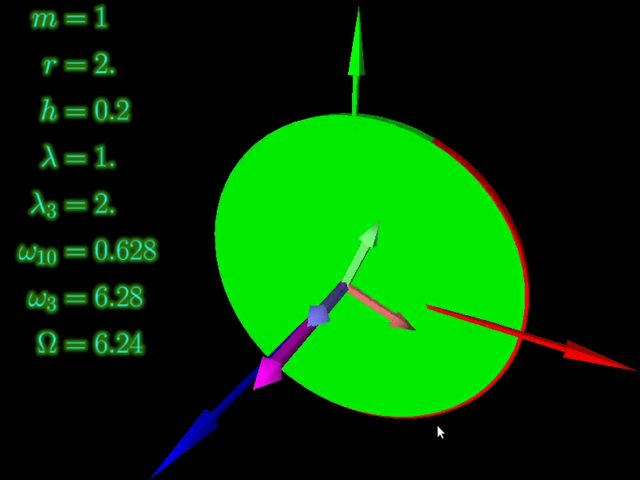 m = 1
r = 2.
h = 0.2
λ = 1.
λ₃ = 2.
ω₁₀ = 0.628
ω₃ = 6.28
Ω = 6.24